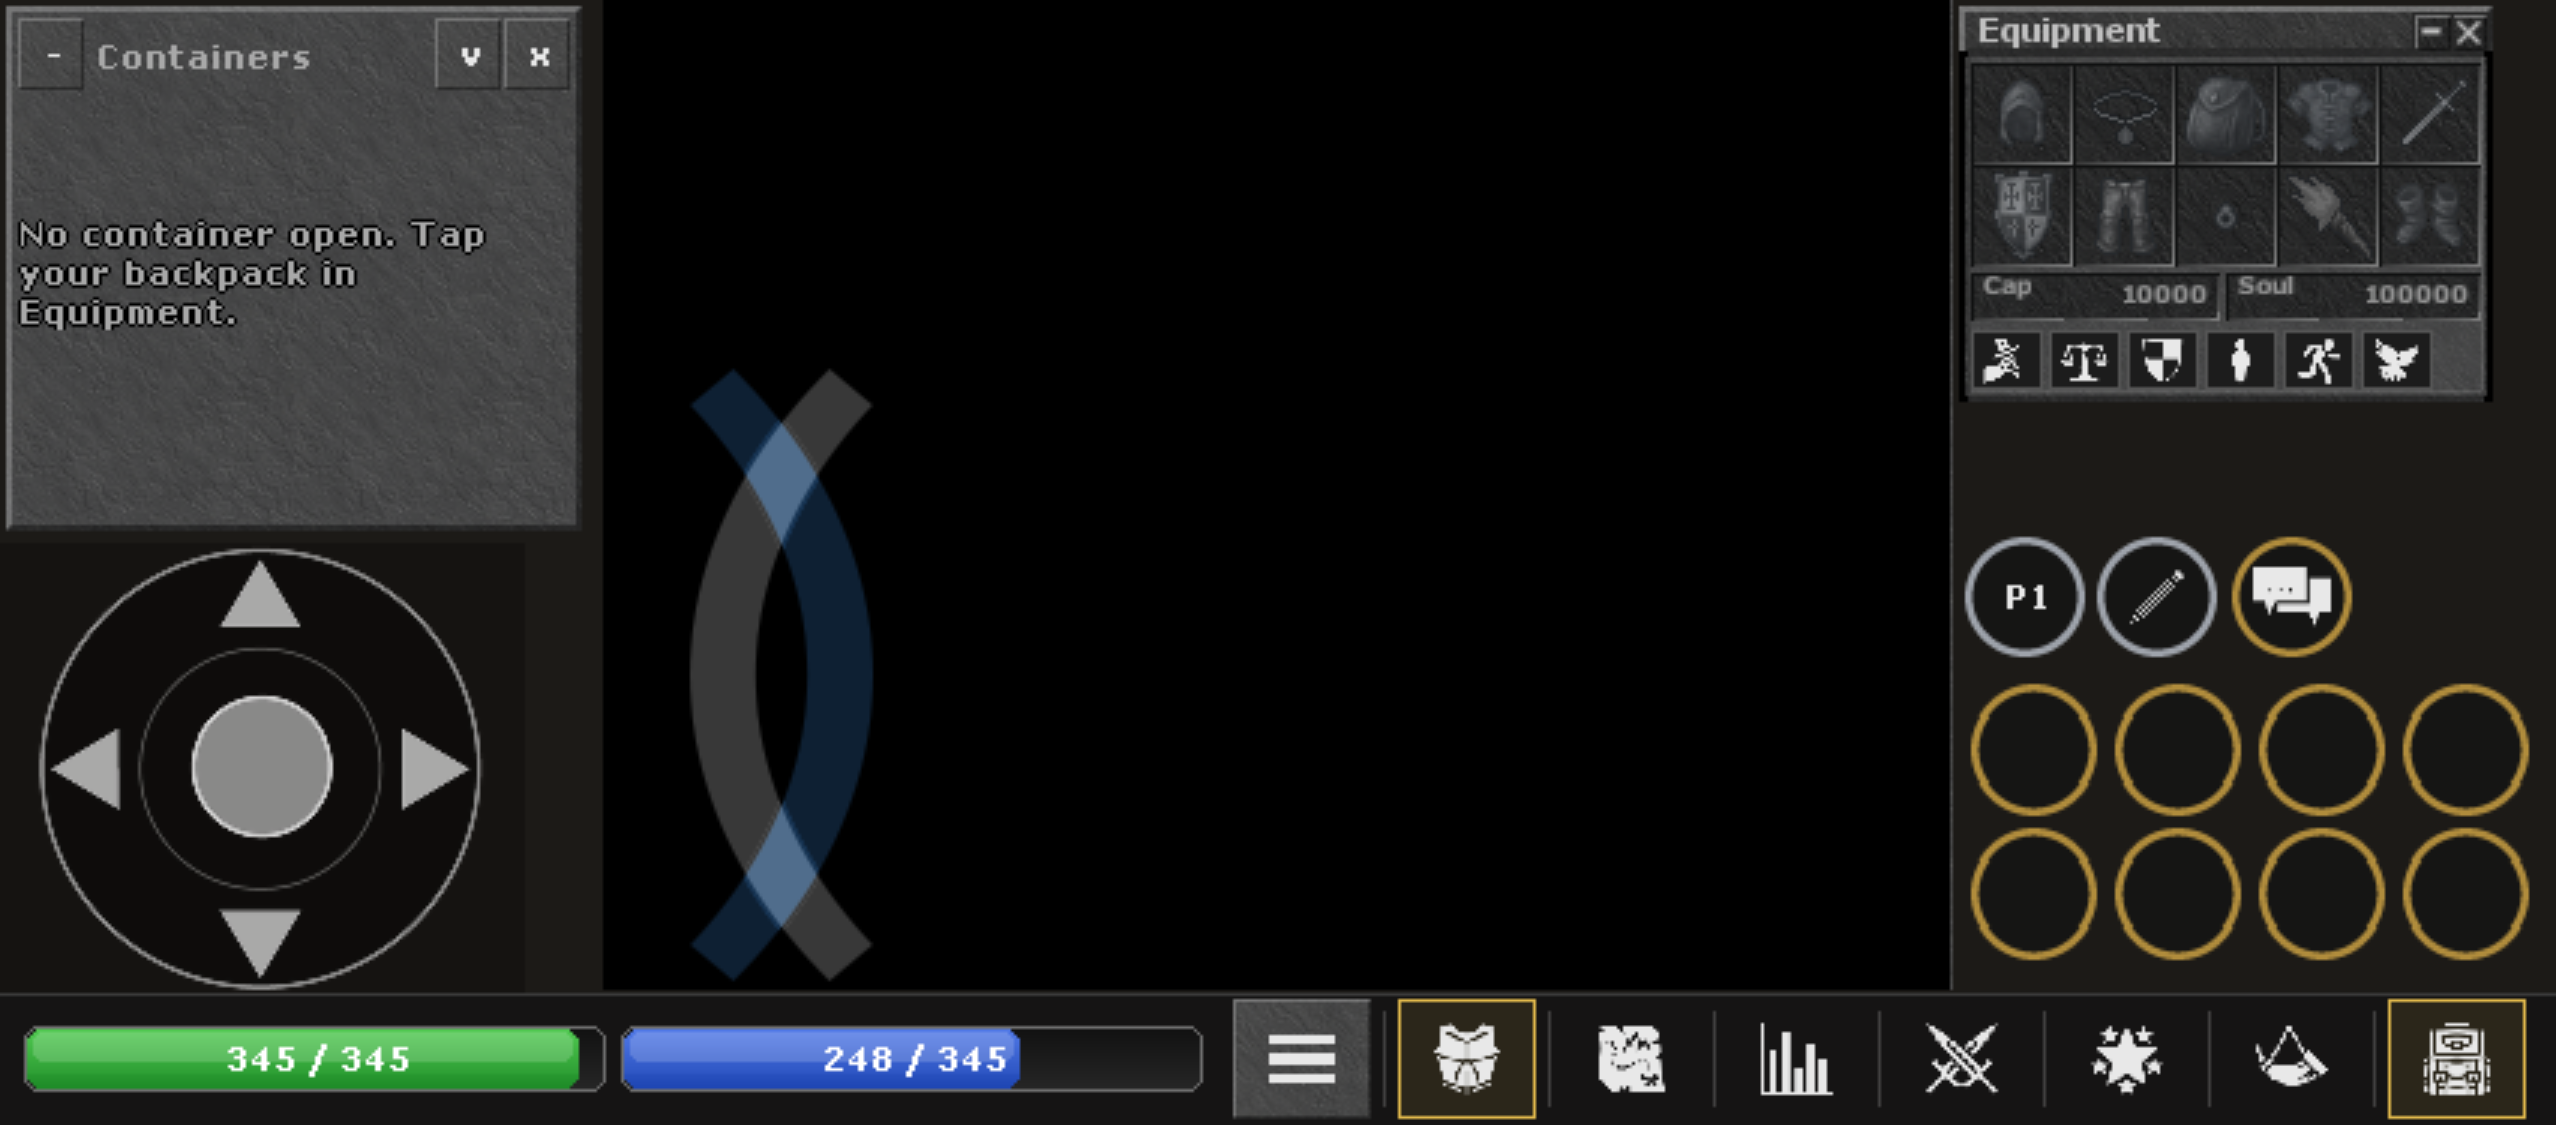 - Containers v x
No container open. Tap
your backpack in
Equipment.
Equipment
Cap 10000 Soul 100000
P1
345 / 345 248 / 345